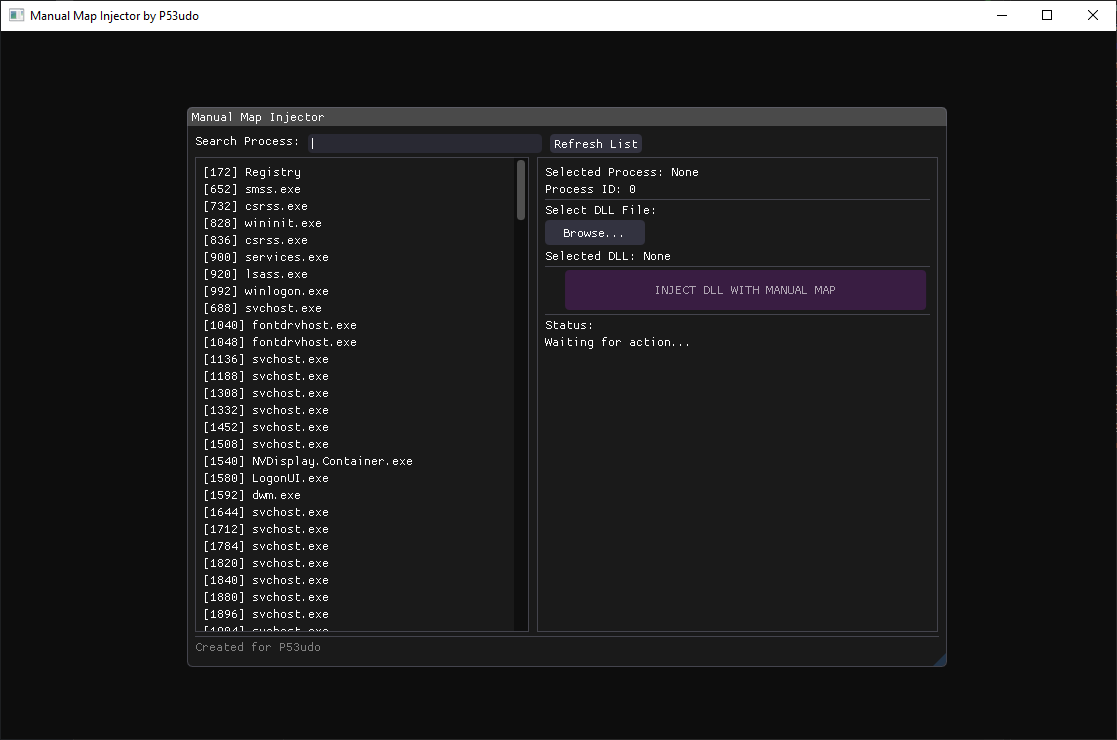 Manual Map Injector by P53udo
Manual Map Injector
Search Process:
Refresh List
[172] Registry
[652] smss.exe
[732] csrss.exe
[828] wininit.exe
[836] csrss.exe
[900] services.exe
[920] lsass.exe
[992] winlogon.exe
[688] svchost.exe
[1040] fontdrvhost.exe
[1048] fontdrvhost.exe
[1136] svchost.exe
[1188] svchost.exe
[1308] svchost.exe
[1332] svchost.exe
[1452] svchost.exe
[1508] svchost.exe
[1540] NVDisplay.Container.exe
[1580] LogonUI.exe
[1592] dwm.exe
[1644] svchost.exe
[1712] svchost.exe
[1784] svchost.exe
[1820] svchost.exe
[1840] svchost.exe
[1880] svchost.exe
[1896] svchost.exe
Selected Process: None
Process ID: 0
Select DLL File:
Browse...
Selected DLL: None
INJECT DLL WITH MANUAL MAP
Status:
Waiting for action...
Created for P53udo